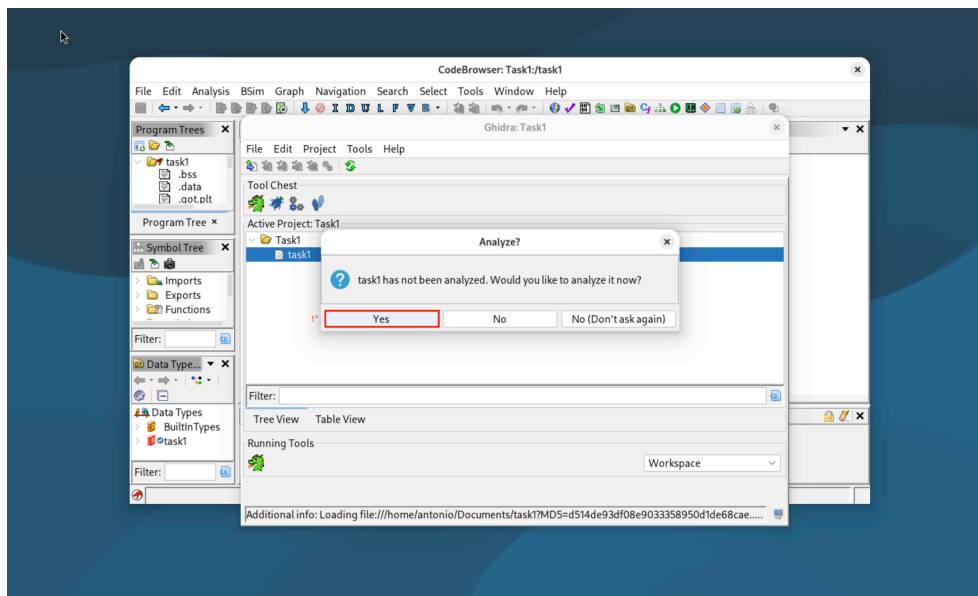 CodeBrowser: Task1:/task1
File Edit Analysis BSim Graph Navigation Search Select Tools Window Help
I D U L F V B
Program Trees
task1
.bss
.data
.got.plt
Program Tree
Symbol Tree
Imports
Exports
Functions
Filter:
Data Type...
Data Types
BuiltInTypes
task1
Filter:
Ghidra: Task1
File Edit Project Tools Help
Tool Chest
Active Project: Task1
Task1
task1
Analyze?
task1 has not been analyzed. Would you like to analyze it now?
1° Yes No No (Don't ask again)
Filter:
Tree View Table View
Running Tools
Workspace
Additional info: Loading file:///home/antonio/Documents/task1?MD5=d514de93df08e9033358950d1de68cae.....